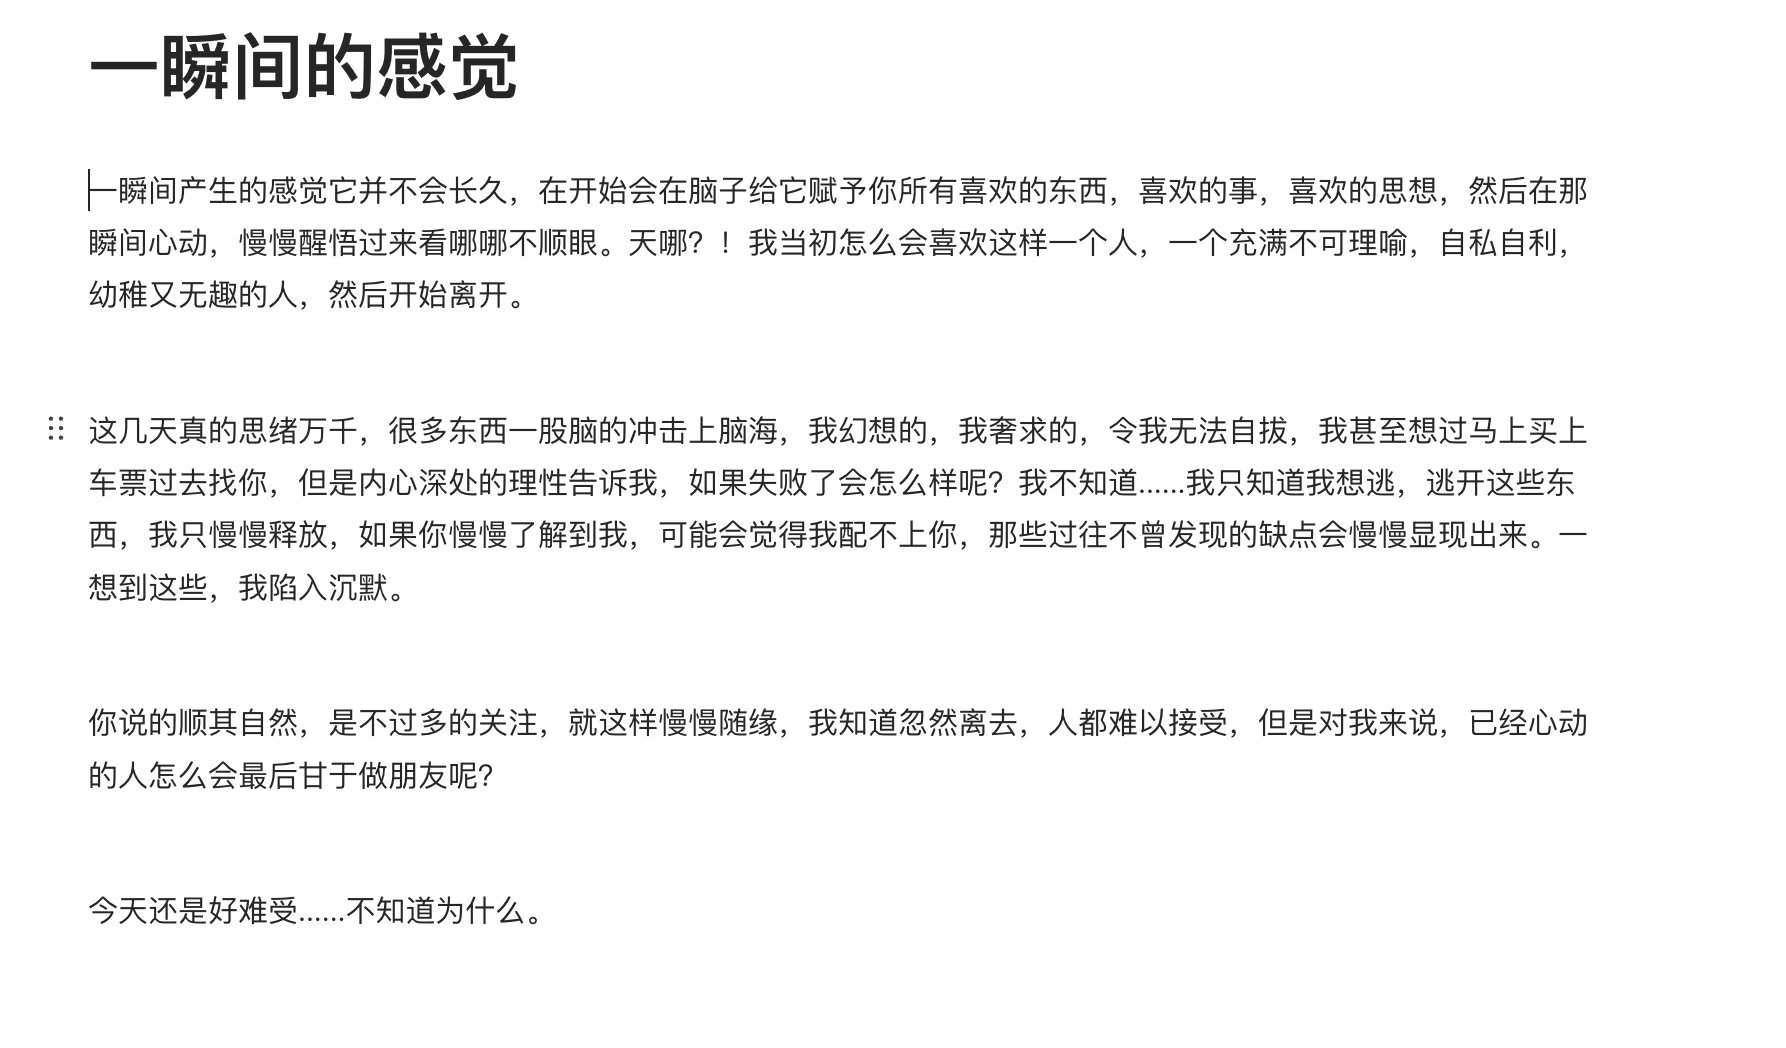 一瞬间的感觉
一瞬间产生的感觉它并不会长久，在开始会在脑子给它赋予你所有喜欢的东西，喜欢的事，喜欢的思想，然后在那
瞬间心动，慢慢醒悟过来看哪哪不顺眼。天哪？！我当初怎么会喜欢这样一个人，一个充满不可理喻，自私自利，
幼稚又无趣的人，然后开始离开。
这几天真的思绪万千，很多东西一股脑的冲击上脑海，我幻想的，我奢求的，令我无法自拔，我甚至想过马上买上
车票过去找你，但是内心深处的理性告诉我，如果失败了会怎么样呢？我不知道......我只知道我想逃，逃开这些东
西，我只慢慢释放，如果你慢慢了解到我，可能会觉得我配不上你，那些过往不曾发现的缺点会慢慢显现出来。一
想到这些，我陷入沉默。
你说的顺其自然，是不过多的关注，就这样慢慢随缘，我知道忽然离去，人都难以接受，但是对我来说，已经心动
的人怎么会最后甘于做朋友呢？
今天还是好难受......不知道为什么。